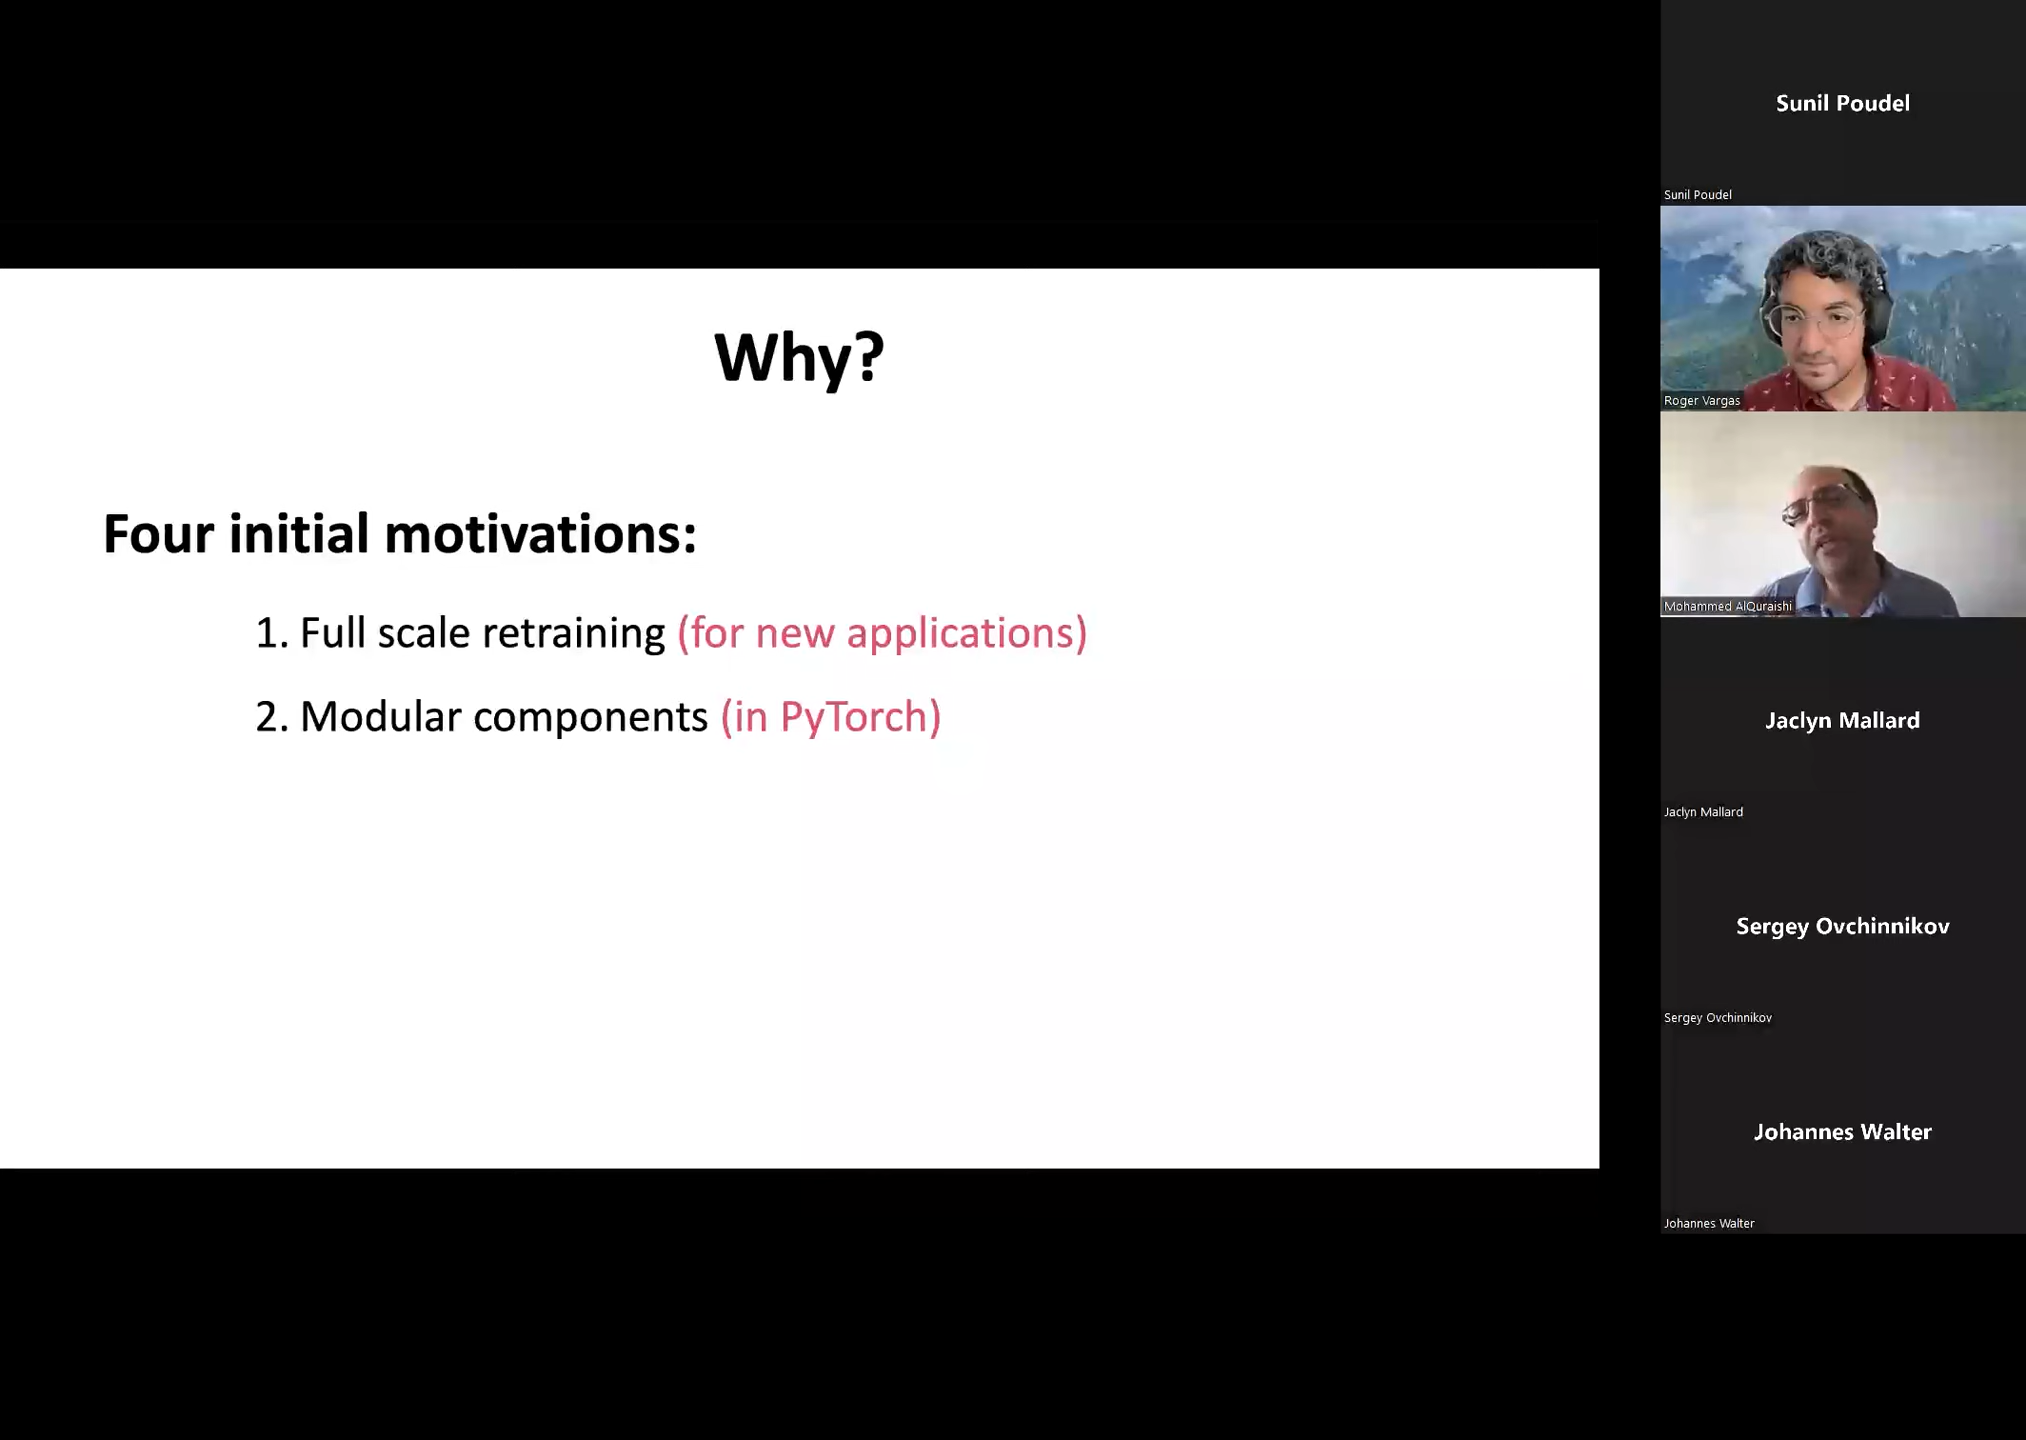 Why?
Four initial motivations:
1. Full scale retraining (for new applications)
2. Modular components (in PyTorch)
Sunil Poudel
Sunil Poudel
Roger Vargas
Mohammed AlQuraishi
Jaclyn Mallard
Jaclyn Mallard
Sergey Ovchinnikov
Sergey Ovchinnikov
Johannes Walter
Johannes Walter